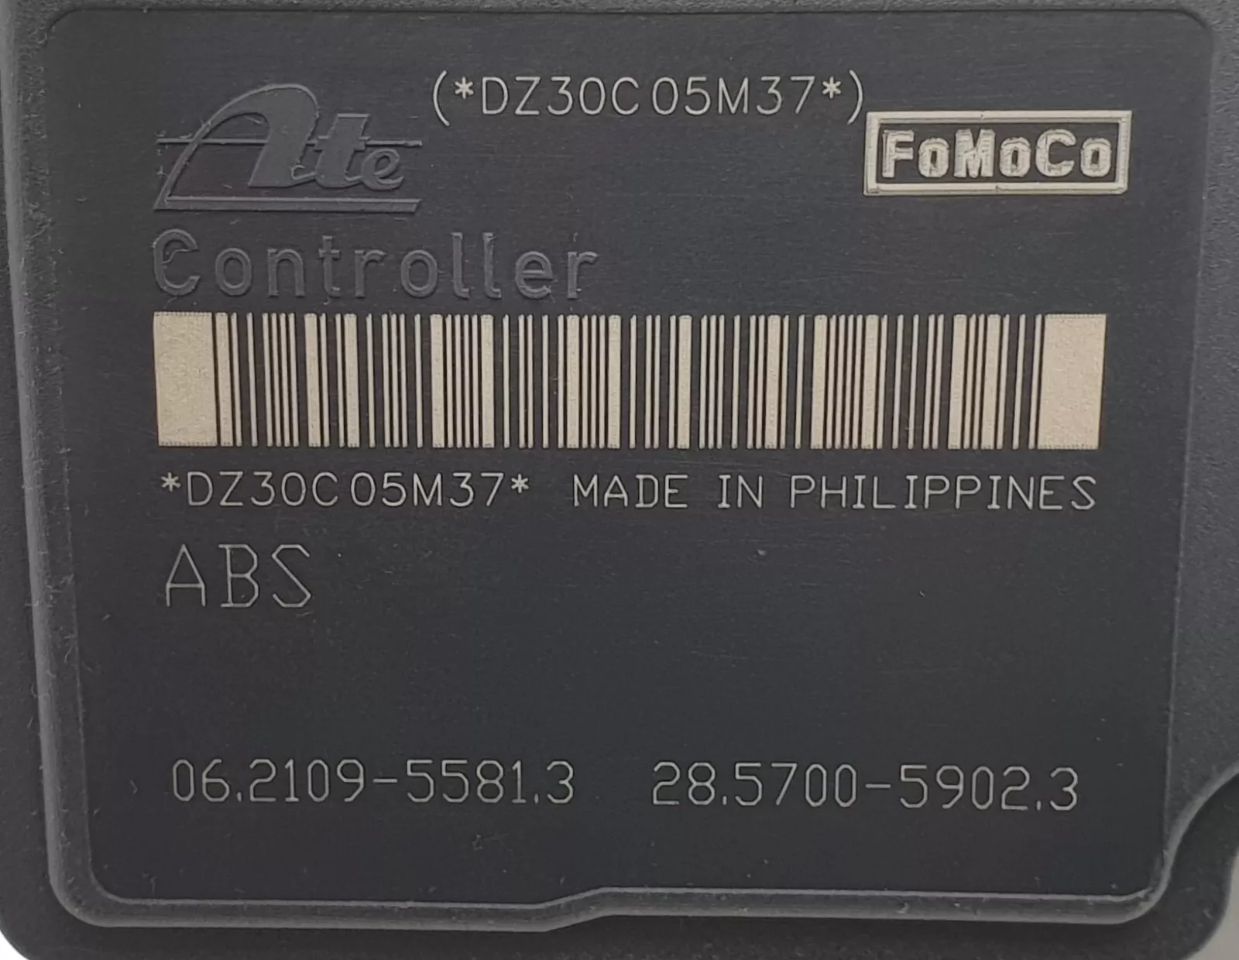 (*DZ30C05M37*)
Ate
FoMoCo
Controller
*DZ30C05M37* MADE IN PHILIPPINES
ABS
06.2109-5581.3 28.5700-5902.3